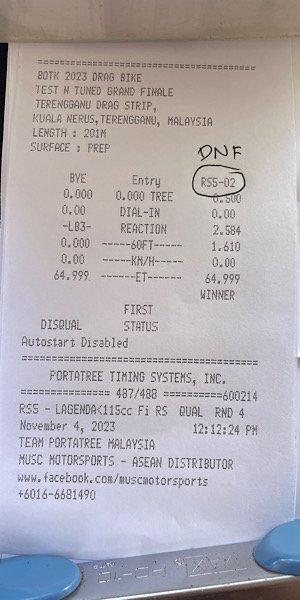 ==========================================
BOTK 2023 DRAG BIKE
TEST N TUNED GRAND FINALE
TERENGGANU DRAG STRIP,
KUALA NERUS,TERENGGANU, MALAYSIA
LENGTH : 201M
SURFACE : PREP
DNF
BYE Entry RS5-02
0.000 0.000 TREE 0.500
0.00 DIAL-IN 0.00
-LB3- REACTION 2.584
0.000 ------60FT----- 1.610
0.00 -----KM/H----- 0.00
64.999 ------ET------ 64.999
WINNER
FIRST
DISQUAL STATUS
Autostart Disabled
==========================================
PORTATREE TIMING SYSTEMS, INC.
=============== 487/488 ==========600214
RS5 - LAGENDA<115cc Fi RS QUAL RND 4
November 4, 2023 12:12:24 PM
TEAM PORTATREE MALAYSIA
MUSC MOTORSPORTS - ASEAN DISTRIBUTOR
www.facebook.com/muscmotorsports
+6016-6681490